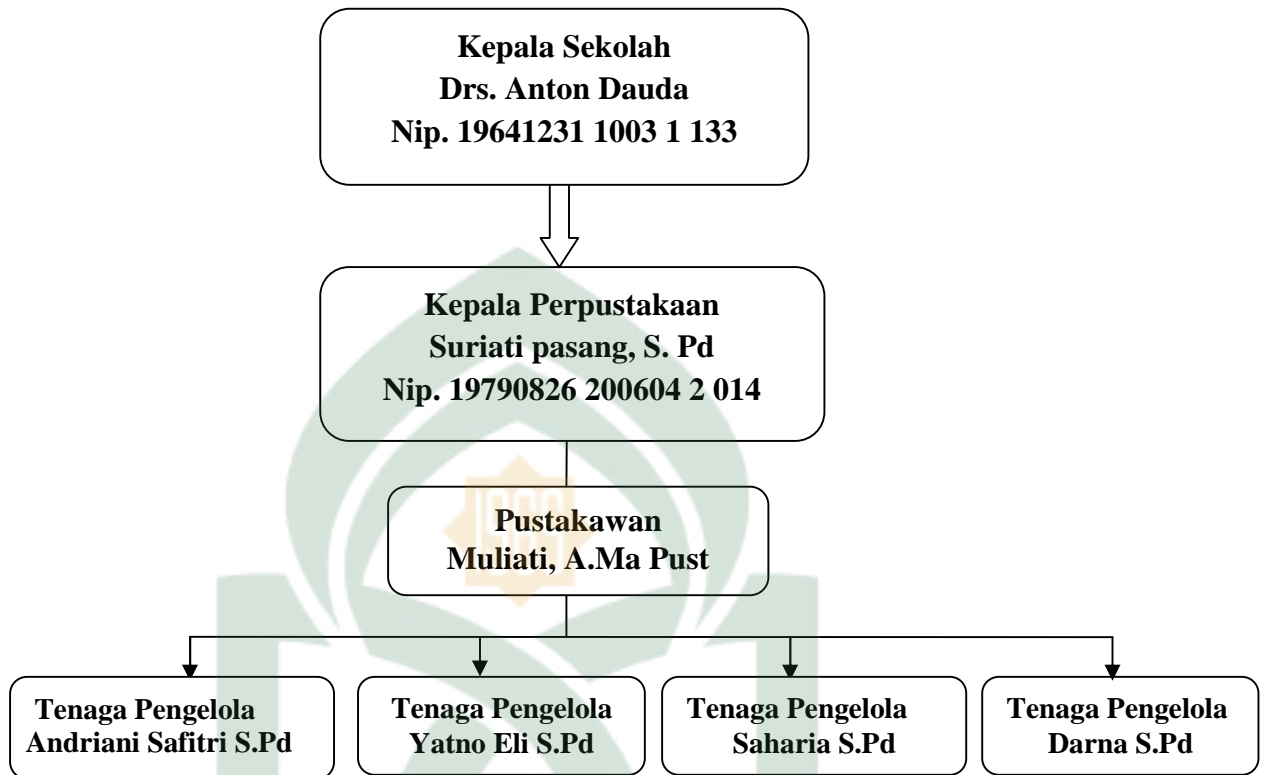 Kepala Sekolah
Drs. Anton Dauda
Nip. 19641231 1003 1 133
Kepala Perpustakaan
Suriati pasang, S. Pd
Nip. 19790826 200604 2 014
Pustakawan
Muliati, A.Ma Pust
Tenaga Pengelola
Andriani Safitri S.Pd
Tenaga Pengelola
Yatno Eli S.Pd
Tenaga Pengelola
Saharia S.Pd
Tenaga Pengelola
Darna S.Pd